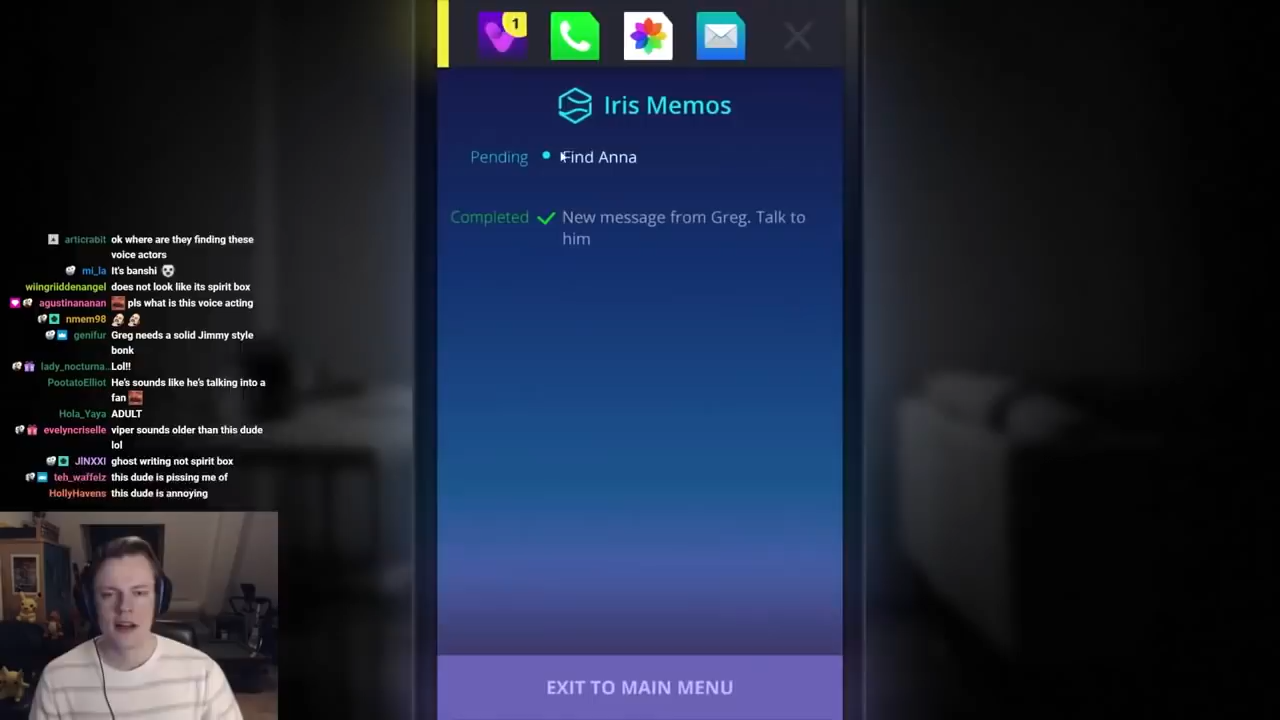 1
Iris Memos
Pending
Find Anna
Completed
New message from Greg. Talk to
him
EXIT TO MAIN MENU
articrabit ok where are they finding these
voice actors
mi_la It's banshi
wiingriiddenangel does not look like its spirit box
agustinananan pls what is this voice acting
nmem98
genifur Greg needs a solid Jimmy style
bonk
lady_nocturna... Lol!!
PootatoElliot He's sounds like he's talking into a
fan
Hola_Yaya ADULT
evelyncriselle viper sounds older than this dude
lol
JINXXI ghost writing not spirit box
teh_waffelz this dude is pissing me of
HollyHavens this dude is annoying